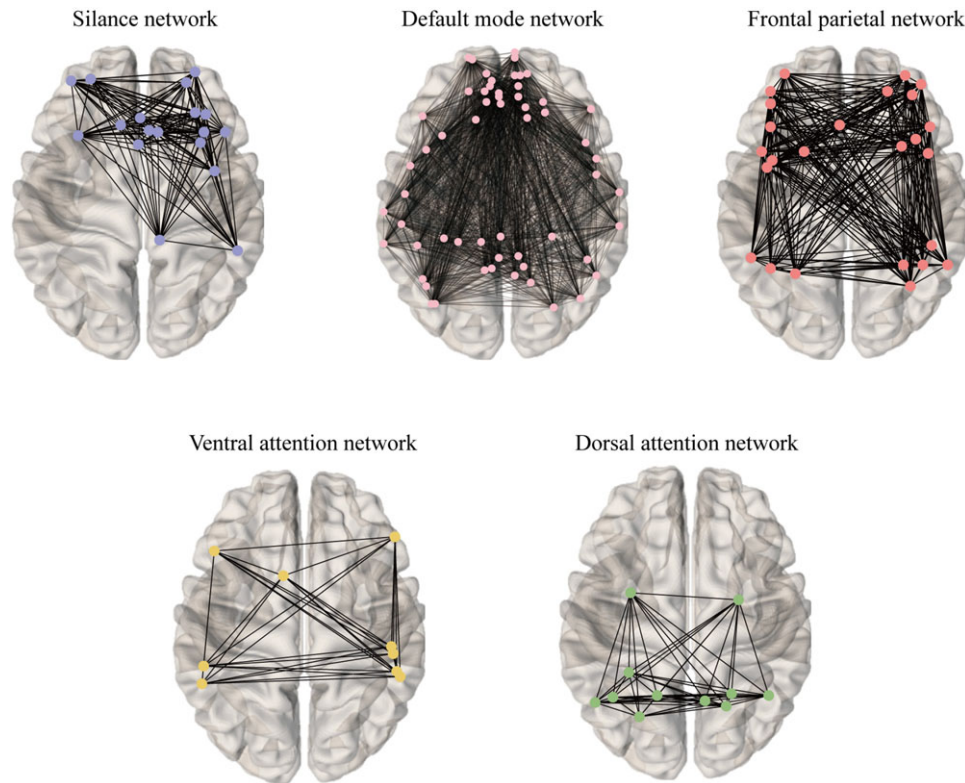 Silance network
Default mode network
Frontal parietal network
Ventral attention network
Dorsal attention network